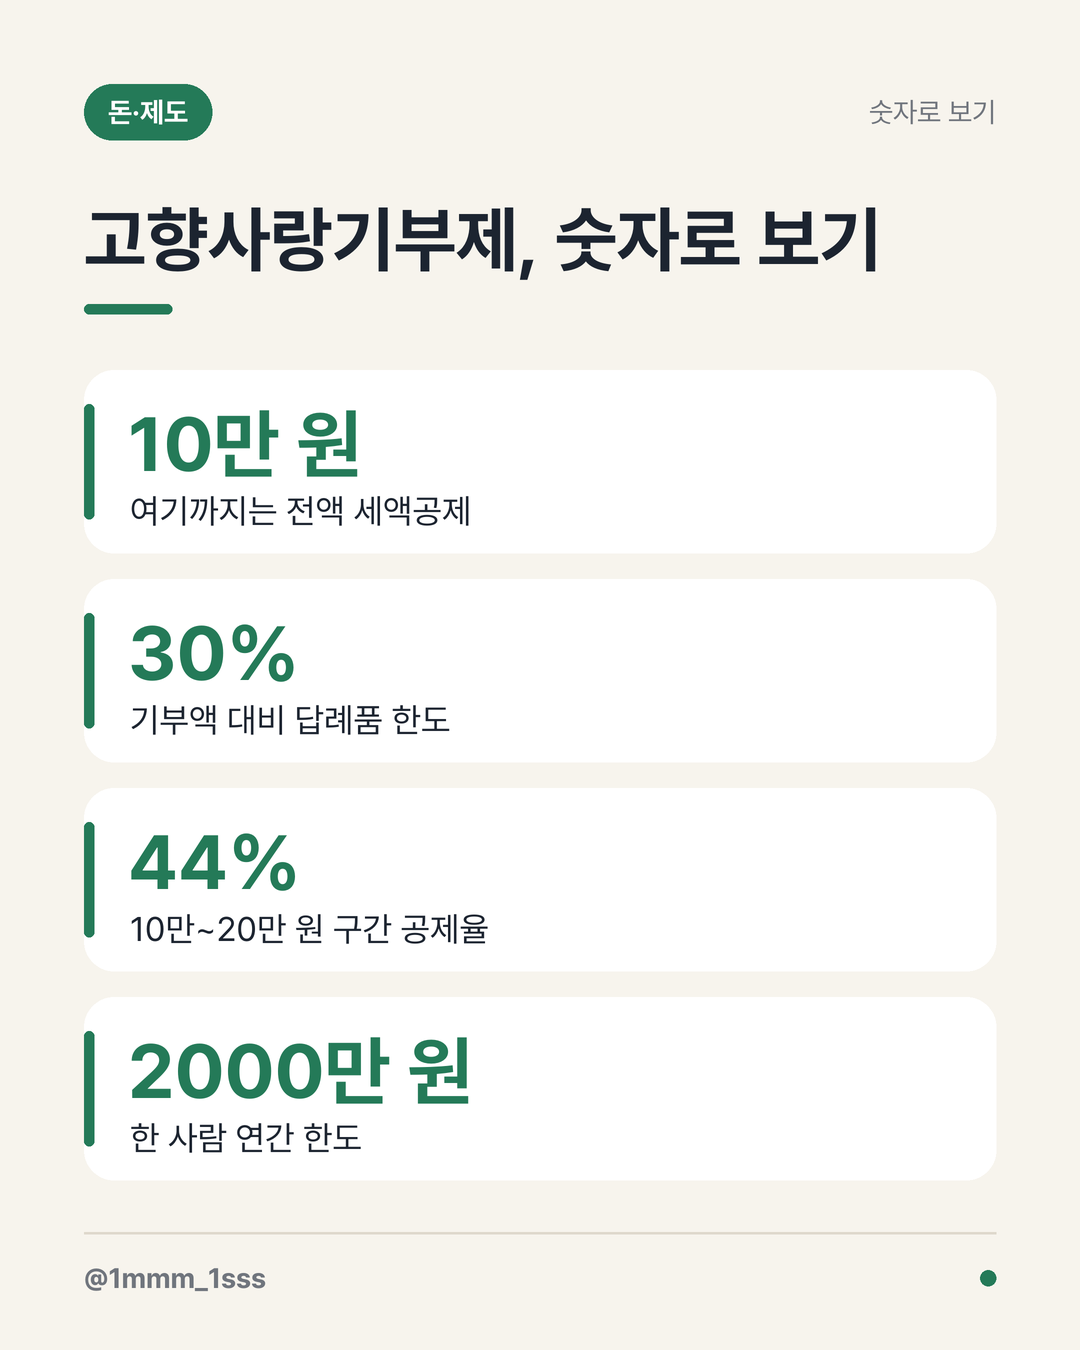 돈·제도
숫자로 보기
고향사랑기부제, 숫자로 보기
10만 원
여기까지는 전액 세액공제
30%
기부액 대비 답례품 한도
44%
10만~20만 원 구간 공제율
2000만 원
한 사람 연간 한도
@1mmm_1sss